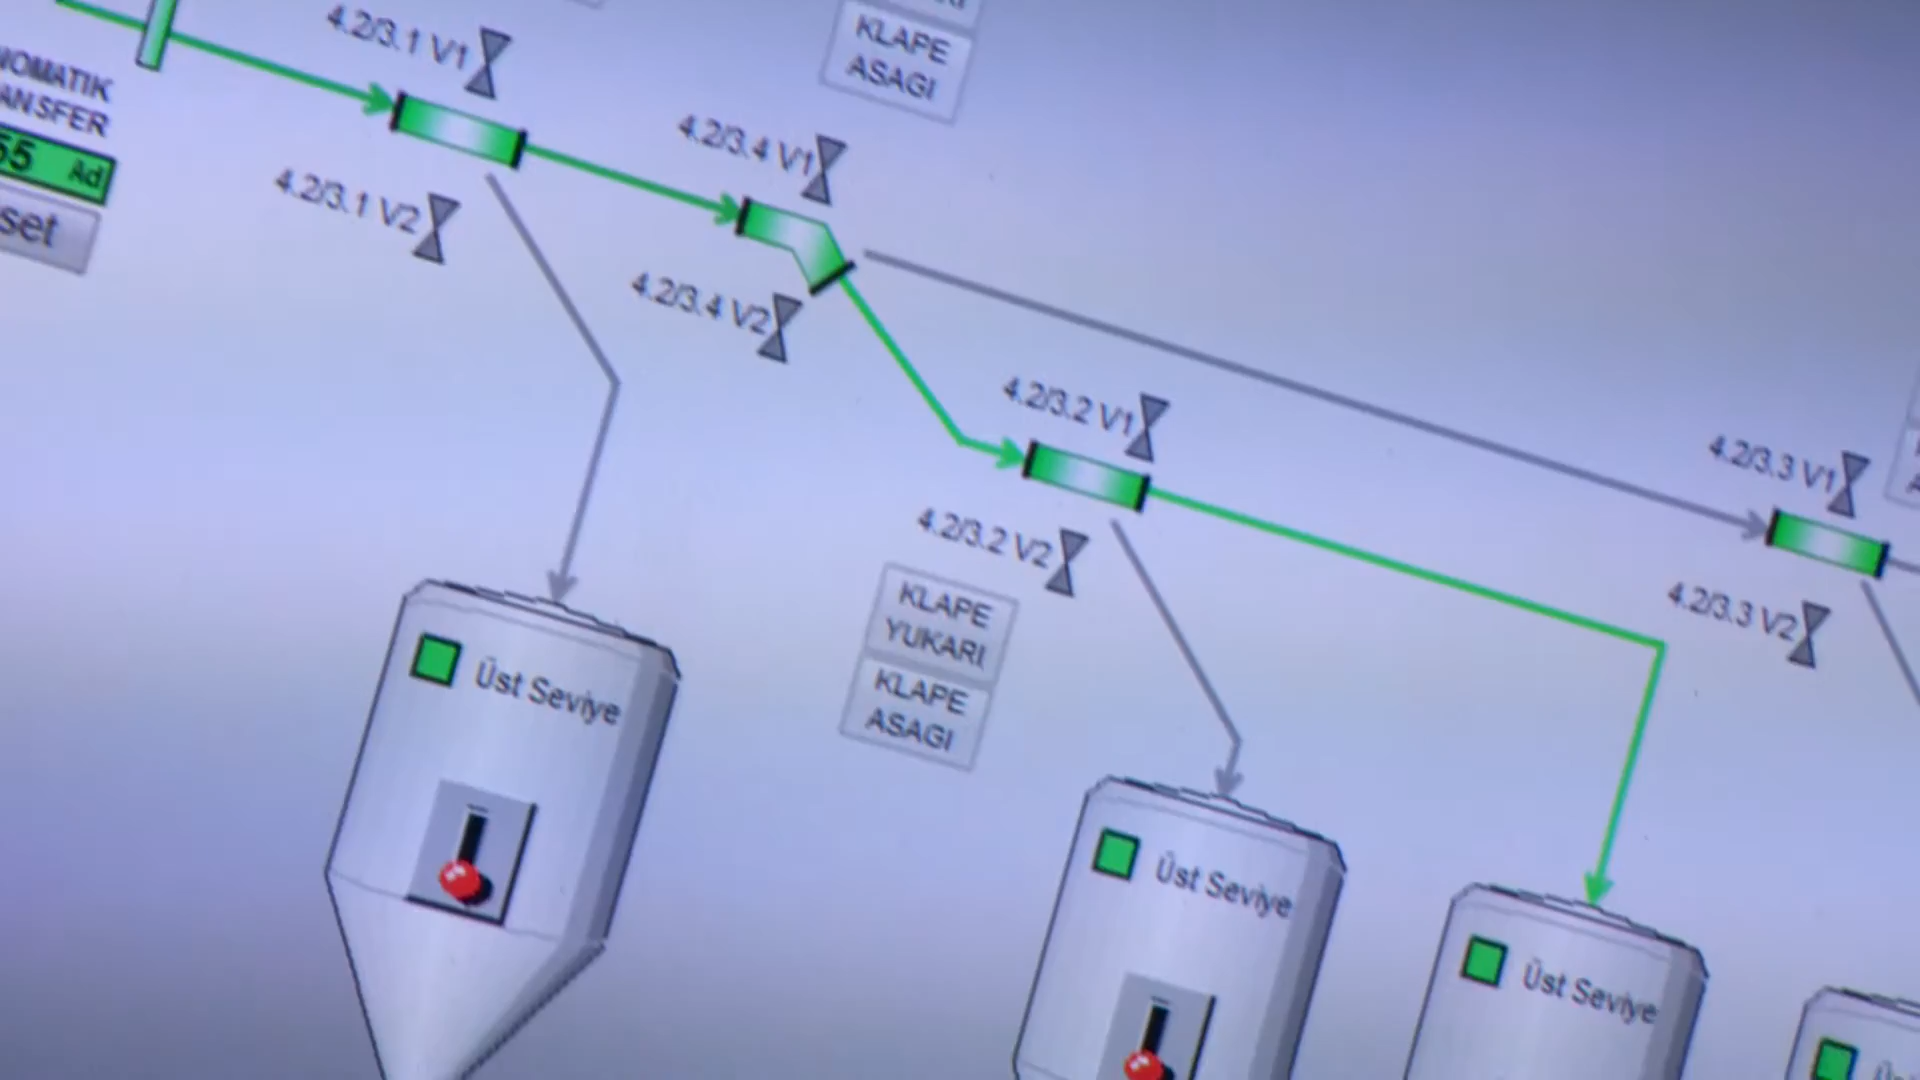 4.2/3.1 V1
KLAPE
ASAGI
ANSFER
55 Ad
set
4.2/3.4 V1
4.2/3.1 V2
4.2/3.4 V2
4.2/3.2 V1
4.2/3.3 V1
4.2/3.2 V2
4.2/3.3 V2
KLAPE
YUKARI
KLAPE
ASAGI
Üst Seviye
Üst Seviye
Üst Seviye